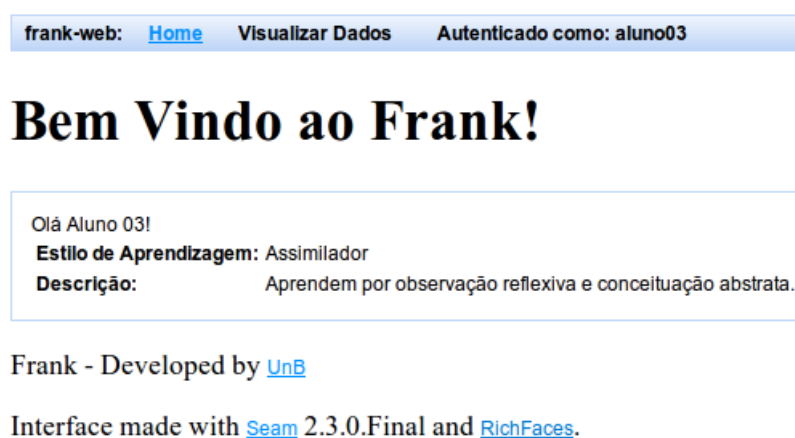 frank-web: Home Visualizar Dados Autenticado como: aluno03
Bem Vindo ao Frank!
Olá Aluno 03!
Estilo de Aprendizagem: Assimilador
Descrição: Aprendem por observação reflexiva e conceituação abstrata.
Frank - Developed by UnB
Interface made with Seam 2.3.0.Final and RichFaces.